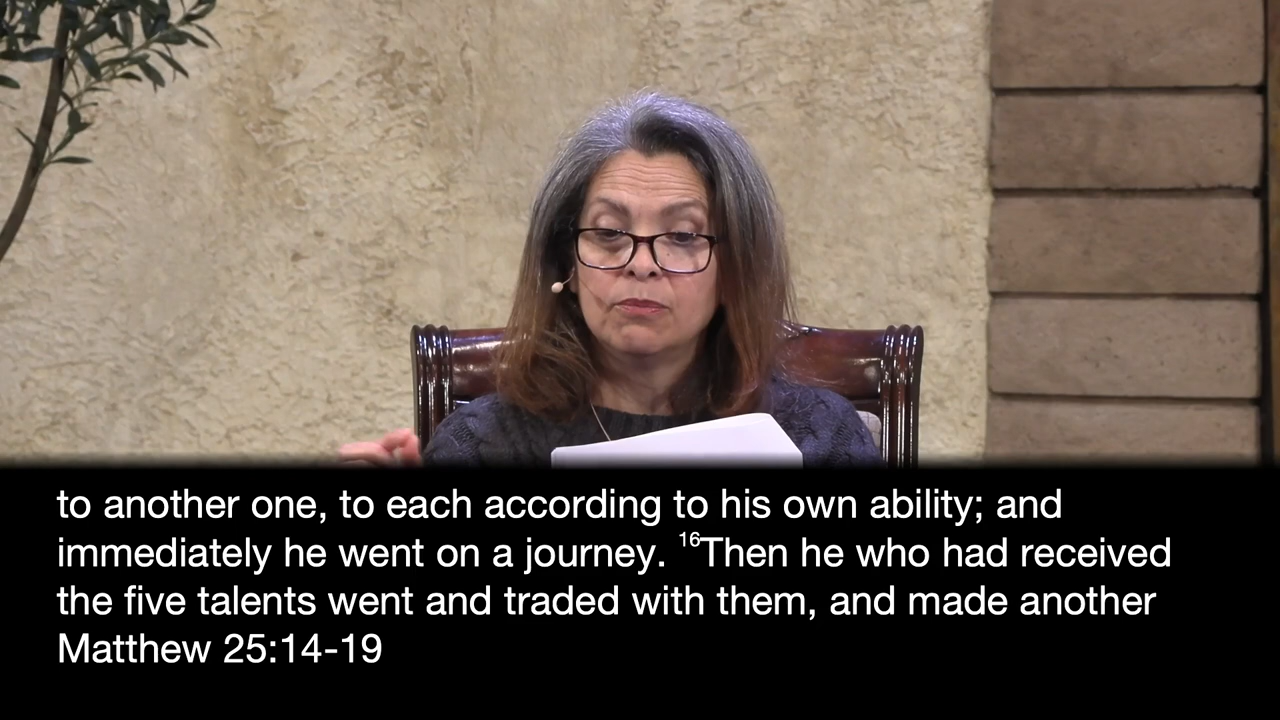 to another one, to each according to his own ability; and
immediately he went on a journey. 16Then he who had received
the five talents went and traded with them, and made another
Matthew 25:14-19